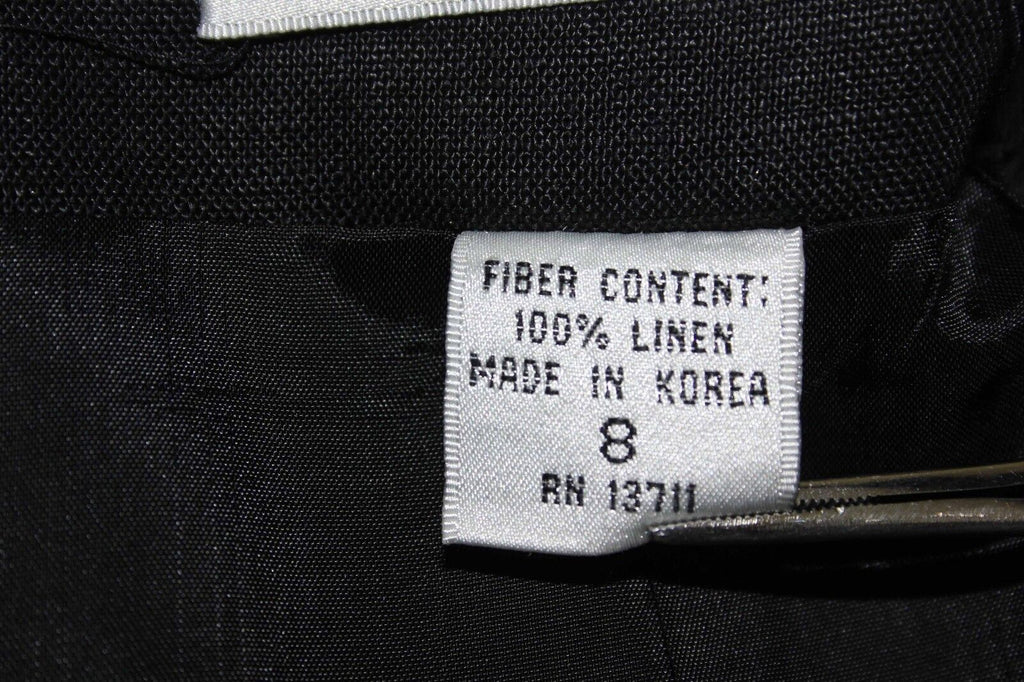 FIBER CONTENT:
100% LINEN
MADE IN KOREA
8
RN 13711